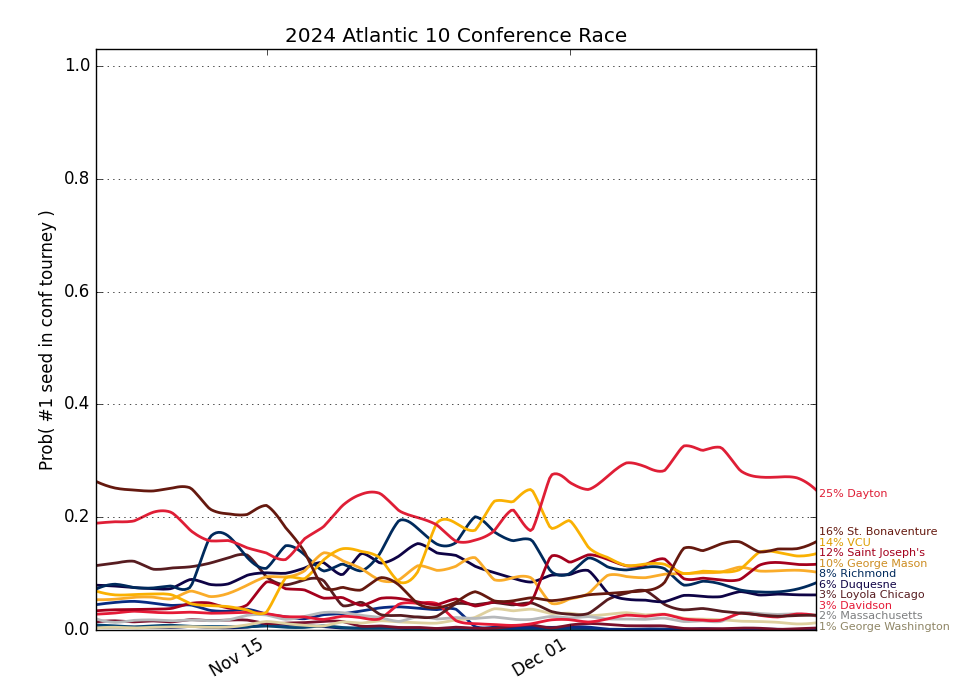 2024 Atlantic 10 Conference Race
Prob( #1 seed in conf tourney )
1.0
0.8
0.6
0.4
0.2
0.0
Nov 15
Dec 01
25% Dayton
16% St. Bonaventure
14% VCU
12% Saint Joseph's
10% George Mason
8% Richmond
6% Duquesne
3% Loyola Chicago
3% Davidson
2% Massachusetts
1% George Washington